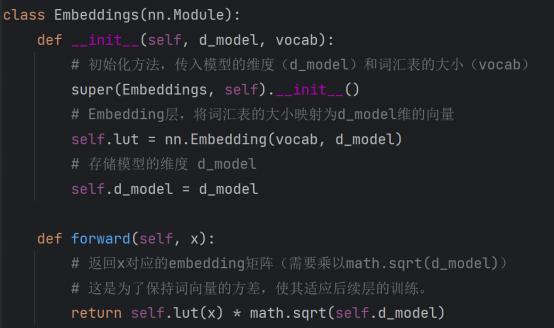 class Embeddings(nn.Module):
    def __init__(self, d_model, vocab):
        # 初始化方法，传入模型的维度（d_model）和词汇表的大小（vocab）
        super(Embeddings, self).__init__()
        # Embedding层，将词汇表的大小映射为d_model维的向量
        self.lut = nn.Embedding(vocab, d_model)
        # 存储模型的维度 d_model
        self.d_model = d_model

    def forward(self, x):
        # 返回x对应的embedding矩阵（需要乘以math.sqrt(d_model)）
        # 这是为了保持词向量的方差，使其适应后续层的训练。
        return self.lut(x) * math.sqrt(self.d_model)